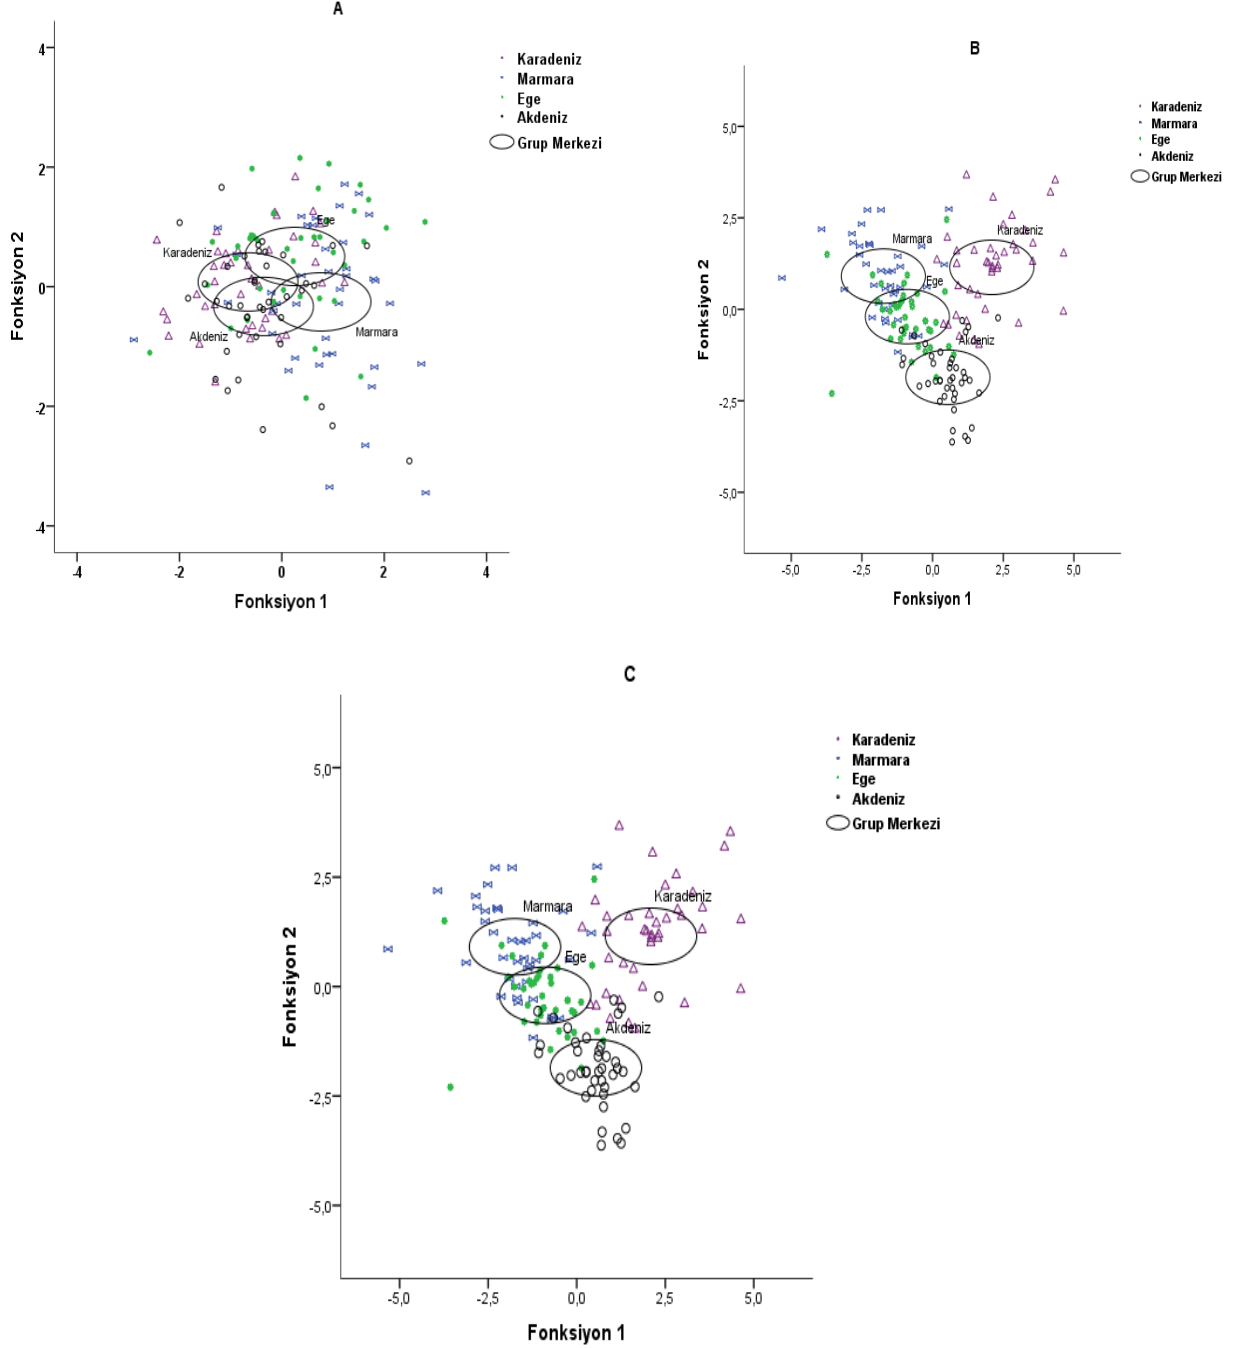 A
4
2
0
-2
-4
-4
-2
0
2
4
Fonksiyon 2
Fonksiyon 1
Karadeniz
Marmara
Ege
Akdeniz
Grup Merkezi
Ege
Karadeniz
Akdeniz
Marmara
B
5,0
2,5
0,0
-2,5
-5,0
-5,0
-2,5
0,0
2,5
5,0
Fonksiyon 2
Fonksiyon 1
Karadeniz
Marmara
Ege
Akdeniz
Grup Merkezi
Karadeniz
Marmara
Ege
Akdeniz
C
5,0
2,5
0,0
-2,5
-5,0
-5,0
-2,5
0,0
2,5
5,0
Fonksiyon 2
Fonksiyon 1
Karadeniz
Marmara
Ege
Akdeniz
Grup Merkezi
Karadeniz
Marmara
Ege
Akdeniz